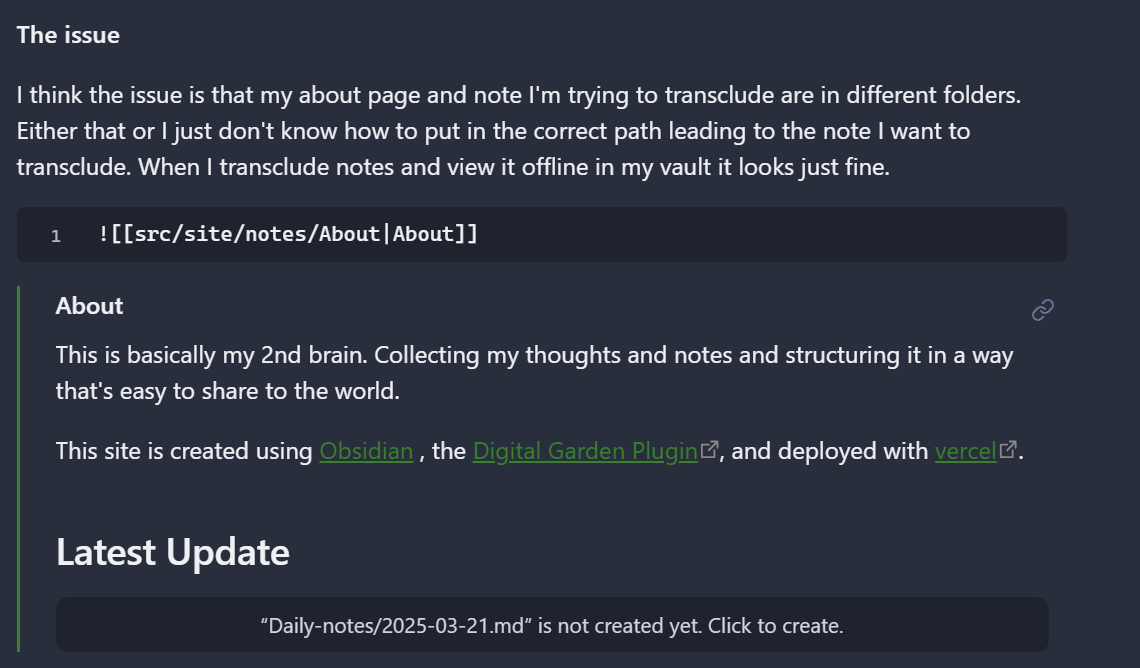 The issue
I think the issue is that my about page and note I'm trying to transclude are in different folders.
Either that or I just don't know how to put in the correct path leading to the note I want to
transclude. When I transclude notes and view it offline in my vault it looks just fine.
1 ![[src/site/notes/About|About]]
About
This is basically my 2nd brain. Collecting my thoughts and notes and structuring it in a way
that's easy to share to the world.
This site is created using Obsidian , the Digital Garden Plugin, and deployed with vercel.
Latest Update
“Daily-notes/2025-03-21.md” is not created yet. Click to create.